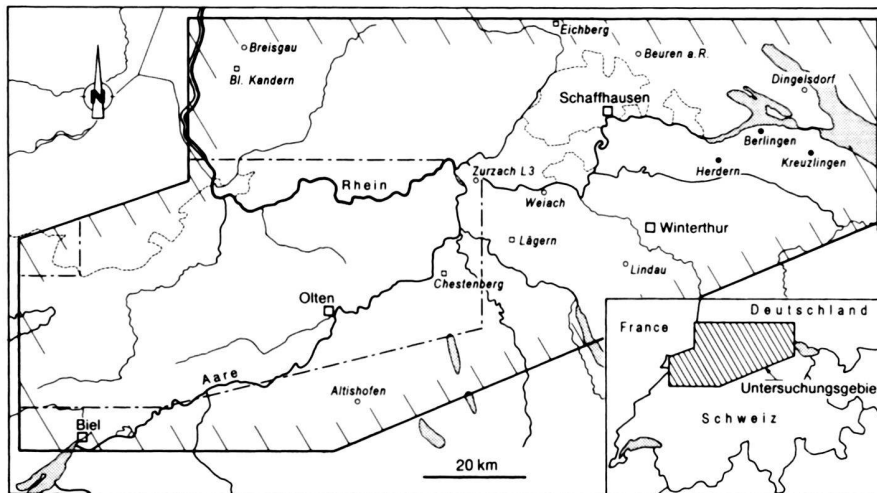 Eichberg
Breisgau
Beuren a.R.
Bl. Kandern
Dingelsdorf
N
Schaffhausen
Berlingen
Kreuzlingen
Herdern
Zurzach L3
Rhein
Weiach
Winterthur
Lägern
Lindau
Chestenberg
Olten
Deutschland
France
Aare
Untersuchungsgebiet
Altishofen
Schweiz
Biel
20 km